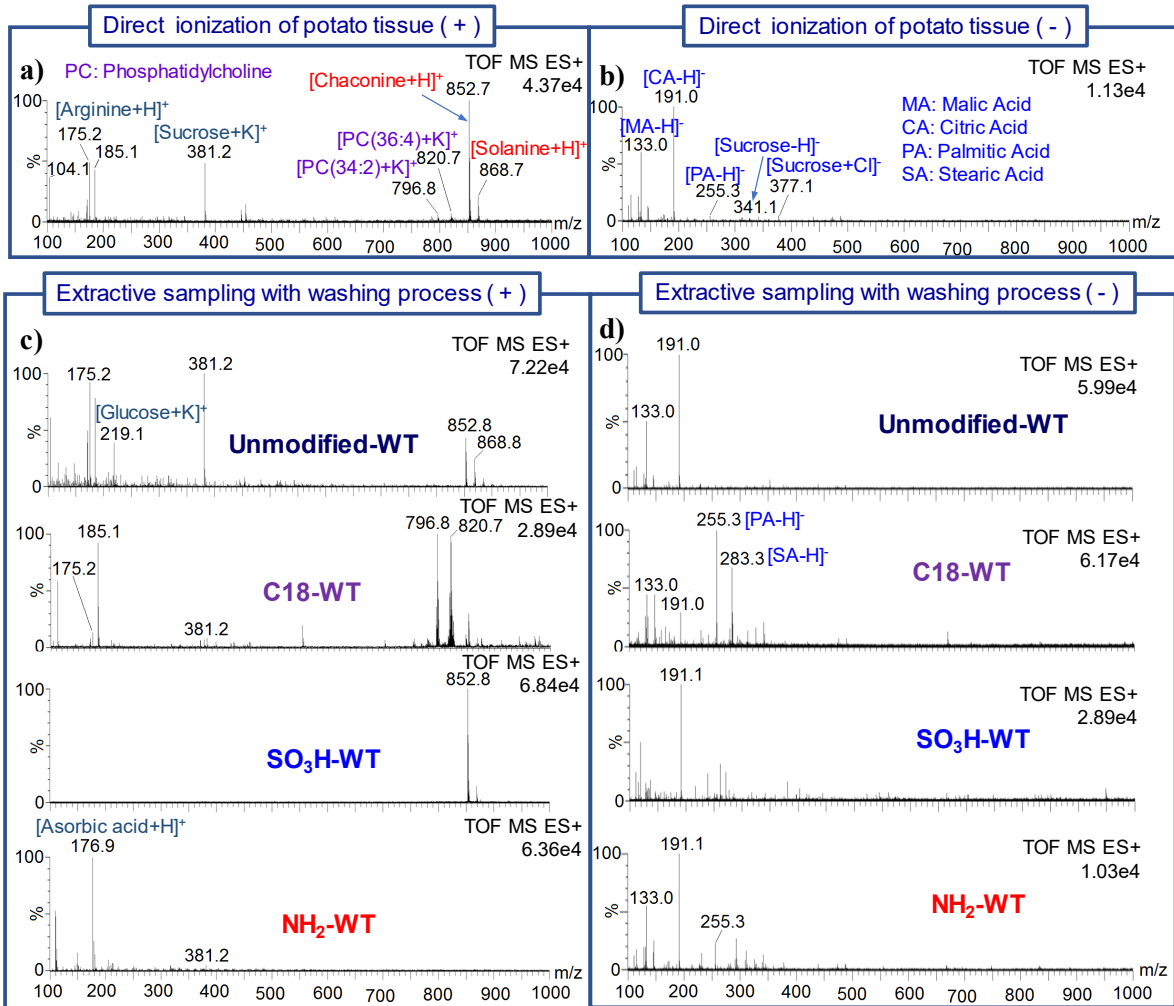 Direct ionization of potato tissue ( + )
Direct ionization of potato tissue ( - )
a)
PC: Phosphatidylcholine
TOF MS ES+
4.37e4
[Chaconine+H]+
852.7
100
[Arginine+H]+
175.2
185.1
104.1
[Sucrose+K]+
381.2
[PC(36:4)+K]+
820.7
[PC(34:2)+K]+
796.8
[Solanine+H]+
868.7
%
0
100 200 300 400 500 600 700 800 900 1000
m/z
b)
TOF MS ES+
1.13e4
[CA-H]-
191.0
100
[MA-H]-
133.0
[PA-H]-
255.3
[Sucrose-H]-
341.1
[Sucrose+Cl]-
377.1
MA: Malic Acid
CA: Citric Acid
PA: Palmitic Acid
SA: Stearic Acid
%
0
100 200 300 400 500 600 700 800 900 1000
m/z
Extractive sampling with washing process ( + )
Extractive sampling with washing process ( - )
c)
TOF MS ES+
7.22e4
100
175.2
381.2
[Glucose+K]+
219.1
Unmodified-WT
852.8
868.8
%
0
TOF MS ES+
2.89e4
100
185.1
175.2
381.2
796.8
820.7
C18-WT
%
0
TOF MS ES+
6.84e4
100
852.8
SO3H-WT
%
0
[Asorbic acid+H]+
TOF MS ES+
6.36e4
100
176.9
381.2
NH2-WT
%
0
100 200 300 400 500 600 700 800 900 1000
m/z
d)
TOF MS ES+
5.99e4
100
191.0
133.0
Unmodified-WT
%
0
TOF MS ES+
6.17e4
100
255.3
[PA-H]-
283.3
[SA-H]-
133.0
191.0
C18-WT
%
0
TOF MS ES+
2.89e4
100
191.1
SO3H-WT
%
0
TOF MS ES+
1.03e4
100
191.1
133.0
255.3
NH2-WT
%
0
100 200 300 400 500 600 700 800 900 1000
m/z